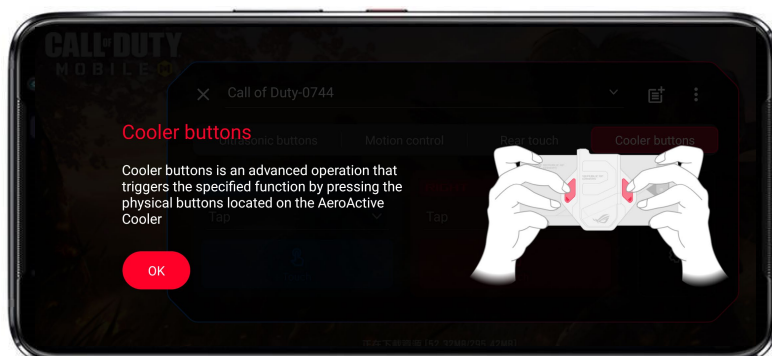 CALL OF DUTY
MOBILE
Call of Duty-0744
Cooler buttons
Ultrasonic buttons
Motion control
Rear touch
Cooler buttons
Cooler buttons is an advanced operation that
triggers the specified function by pressing the
physical buttons located on the AeroActive
Cooler
Tap
Tap
OK